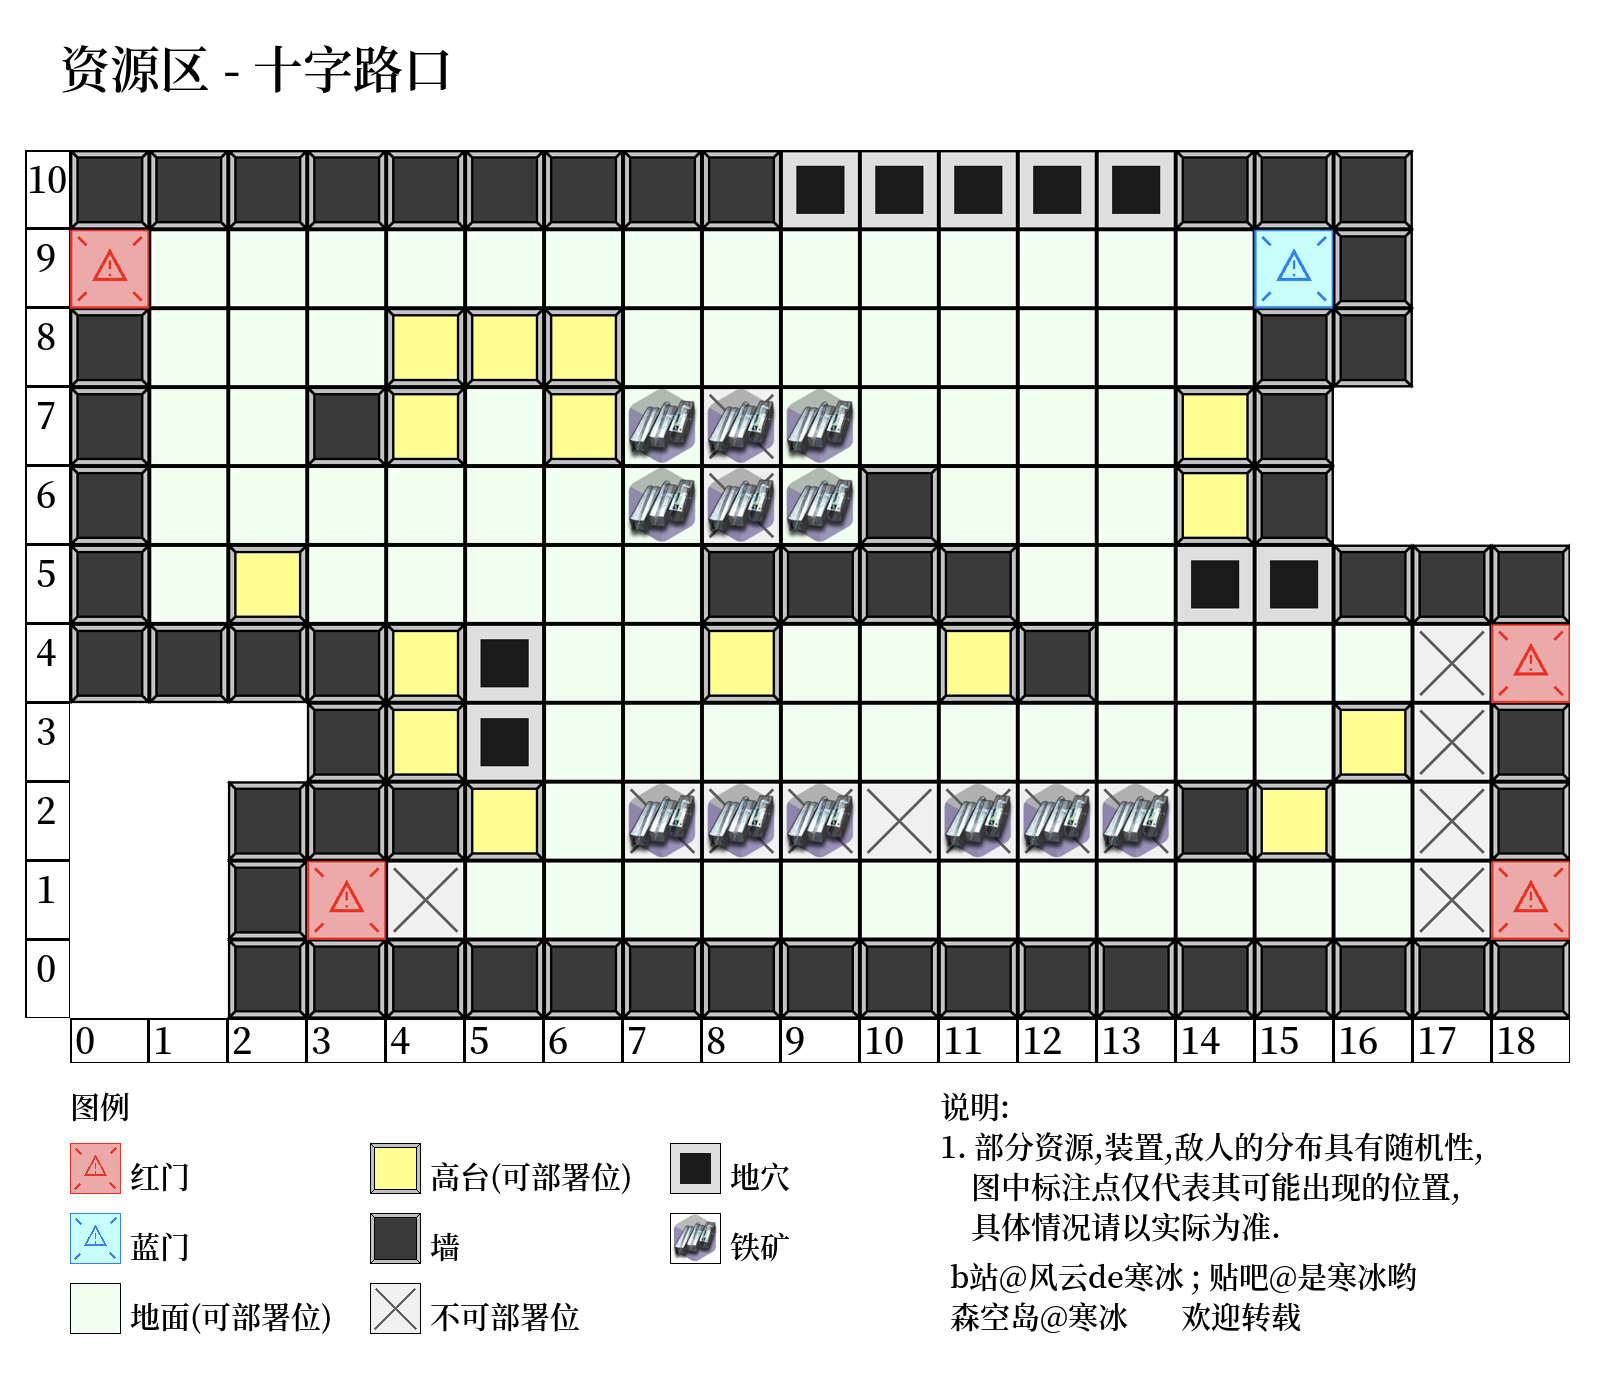 资源区 - 十字路口
10
9
8
7
6
5
4
3
2
1
0
0 1 2 3 4 5 6 7 8 9 10 11 12 13 14 15 16 17 18
图例
红门
高台(可部署位)
地穴
蓝门
墙
铁矿
地面(可部署位)
不可部署位
说明:
1. 部分资源,装置,敌人的分布具有随机性,
图中标注点仅代表其可能出现的位置,
具体情况请以实际为准.
b站@风云de寒冰 ; 贴吧@是寒冰哟
森空岛@寒冰 欢迎转载